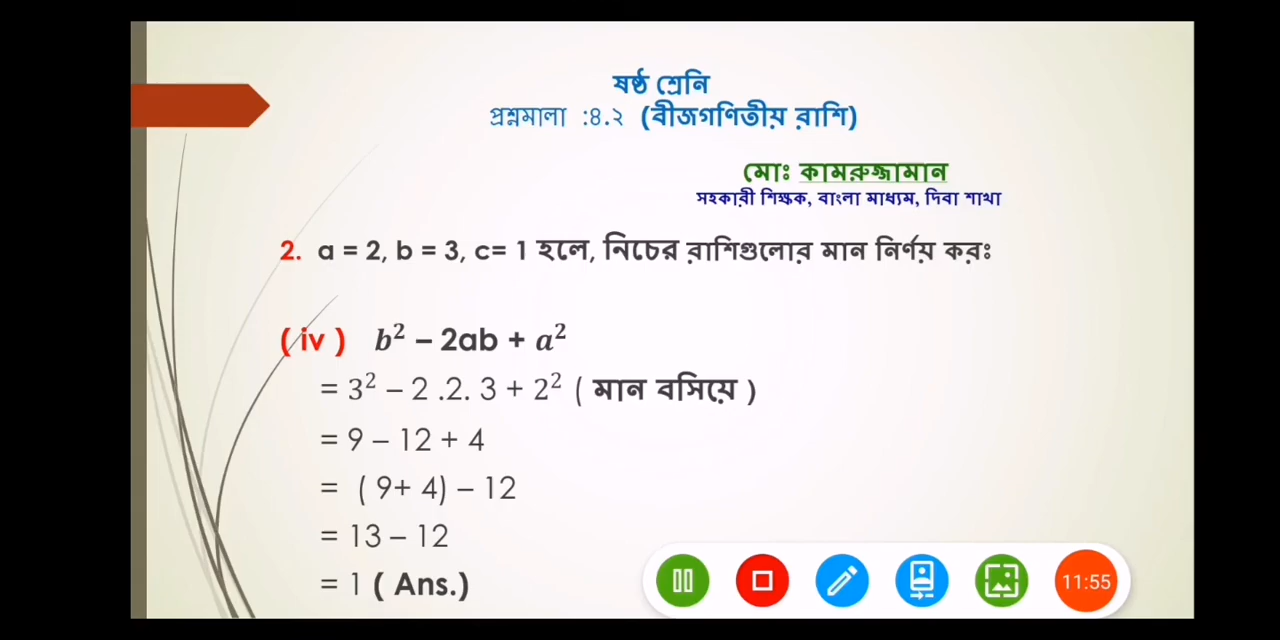 ষষ্ঠ শ্রেনি
প্রশ্নমালা :৪.২ (বীজগণিতীয় রাশি)
মোঃ কামরুজ্জামান
সহকারী শিক্ষক, বাংলা মাধ্যম, দিবা শাখা
2. a = 2, b = 3, c= 1 হলে, নিচের রাশিগুলোর মান নির্ণয় করঃ
( iv ) b² – 2ab + a²
= 3² – 2 .2. 3 + 2² ( মান বসিয়ে )
= 9 – 12 + 4
= ( 9+ 4) – 12
= 13 – 12
= 1 ( Ans.)
11:55